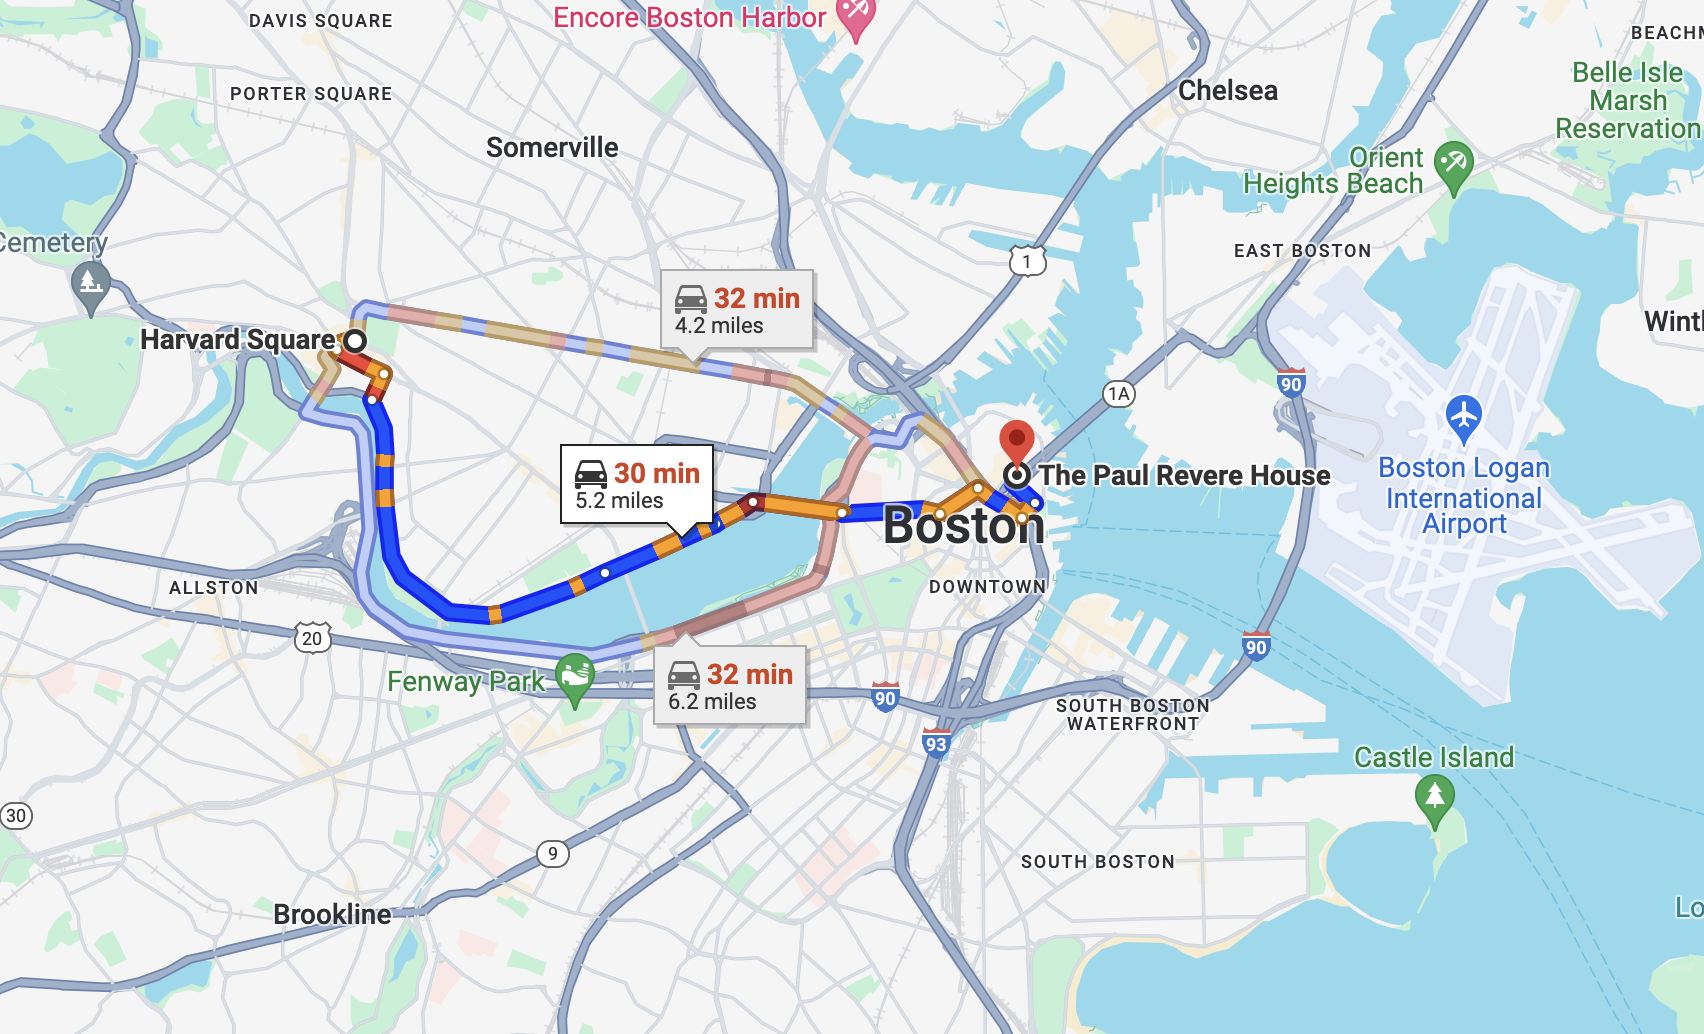 DAVIS SQUARE
Encore Boston Harbor
BEACHM
Belle Isle
Marsh
Reservation
PORTER SQUARE
Chelsea
Somerville
Orient
Heights Beach
Cemetery
EAST BOSTON
1
32 min
4.2 miles
Wintl
Harvard Square
90
1A
30 min
5.2 miles
The Paul Revere House
Boston Logan
International
Airport
Boston
ALLSTON
DOWNTOWN
20
90
Fenway Park
32 min
6.2 miles
90
SOUTH BOSTON
WATERFRONT
93
Castle Island
30
9
SOUTH BOSTON
Brookline
Lo